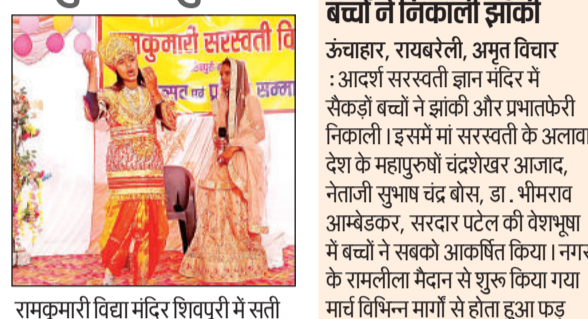 रामकुमारी सरस्वती वि
रामकुमारी विद्या मंदिर शिवपुरी में सती
बच्चों ने निकाली झांकी
ऊंचाहार, रायबरेली, अमृत विचार
: आदर्श सरस्वती ज्ञान मंदिर में
सैकड़ों बच्चों ने झांकी और प्रभातफेरी
निकाली। इसमें मां सरस्वती के अलावा
देश के महापुरुषों चंद्रशेखर आजाद,
नेताजी सुभाष चंद्र बोस, डा. भीमराव
आम्बेडकर, सरदार पटेल की वेशभूषा
में बच्चों ने सबको आकर्षित किया। नगर
के रामलीला मैदान से शुरू किया गया
मार्च विभिन्न मार्गों से होता हुआ फड़